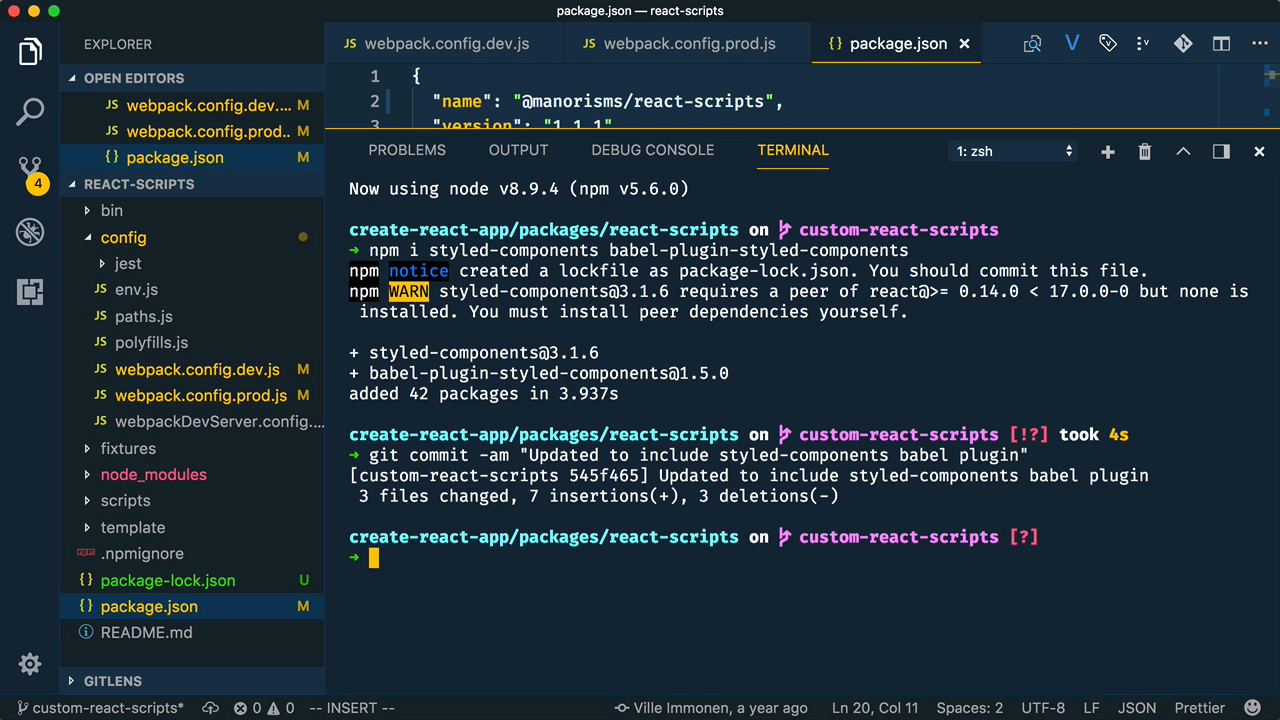 package.json — react-scripts
EXPLORER
OPEN EDITORS
JS webpack.config.dev.... M
JS webpack.config.prod.. M
{} package.json M
4
REACT-SCRIPTS
bin
config
jest
JS env.js
JS paths.js
JS polyfills.js
JS webpack.config.dev.js M
JS webpack.config.prod.js M
JS webpackDevServer.config....
fixtures
node_modules
scripts
template
npm .npmignore
{} package-lock.json U
{} package.json M
README.md
GITLENS
JS webpack.config.dev.js JS webpack.config.prod.js {} package.json ×
1 {
2 "name": "@manorisms/react-scripts",
3 "version": "1.1.1"
PROBLEMS OUTPUT DEBUG CONSOLE TERMINAL 1: zsh
Now using node v8.9.4 (npm v5.6.0)
create-react-app/packages/react-scripts on custom-react-scripts
➜ npm i styled-components babel-plugin-styled-components
npm notice created a lockfile as package-lock.json. You should commit this file.
npm WARN styled-components@3.1.6 requires a peer of react@>= 0.14.0 < 17.0.0-0 but none is
installed. You must install peer dependencies yourself.
+ styled-components@3.1.6
+ babel-plugin-styled-components@1.5.0
added 42 packages in 3.937s
create-react-app/packages/react-scripts on custom-react-scripts [!?] took 4s
➜ git commit -am "Updated to include styled-components babel plugin"
[custom-react-scripts 545f465] Updated to include styled-components babel plugin
3 files changed, 7 insertions(+), 3 deletions(-)
create-react-app/packages/react-scripts on custom-react-scripts [?]
➜
custom-react-scripts* 0 0 -- INSERT -- Ville Immonen, a year ago Ln 20, Col 11 Spaces: 2 UTF-8 LF JSON Prettier